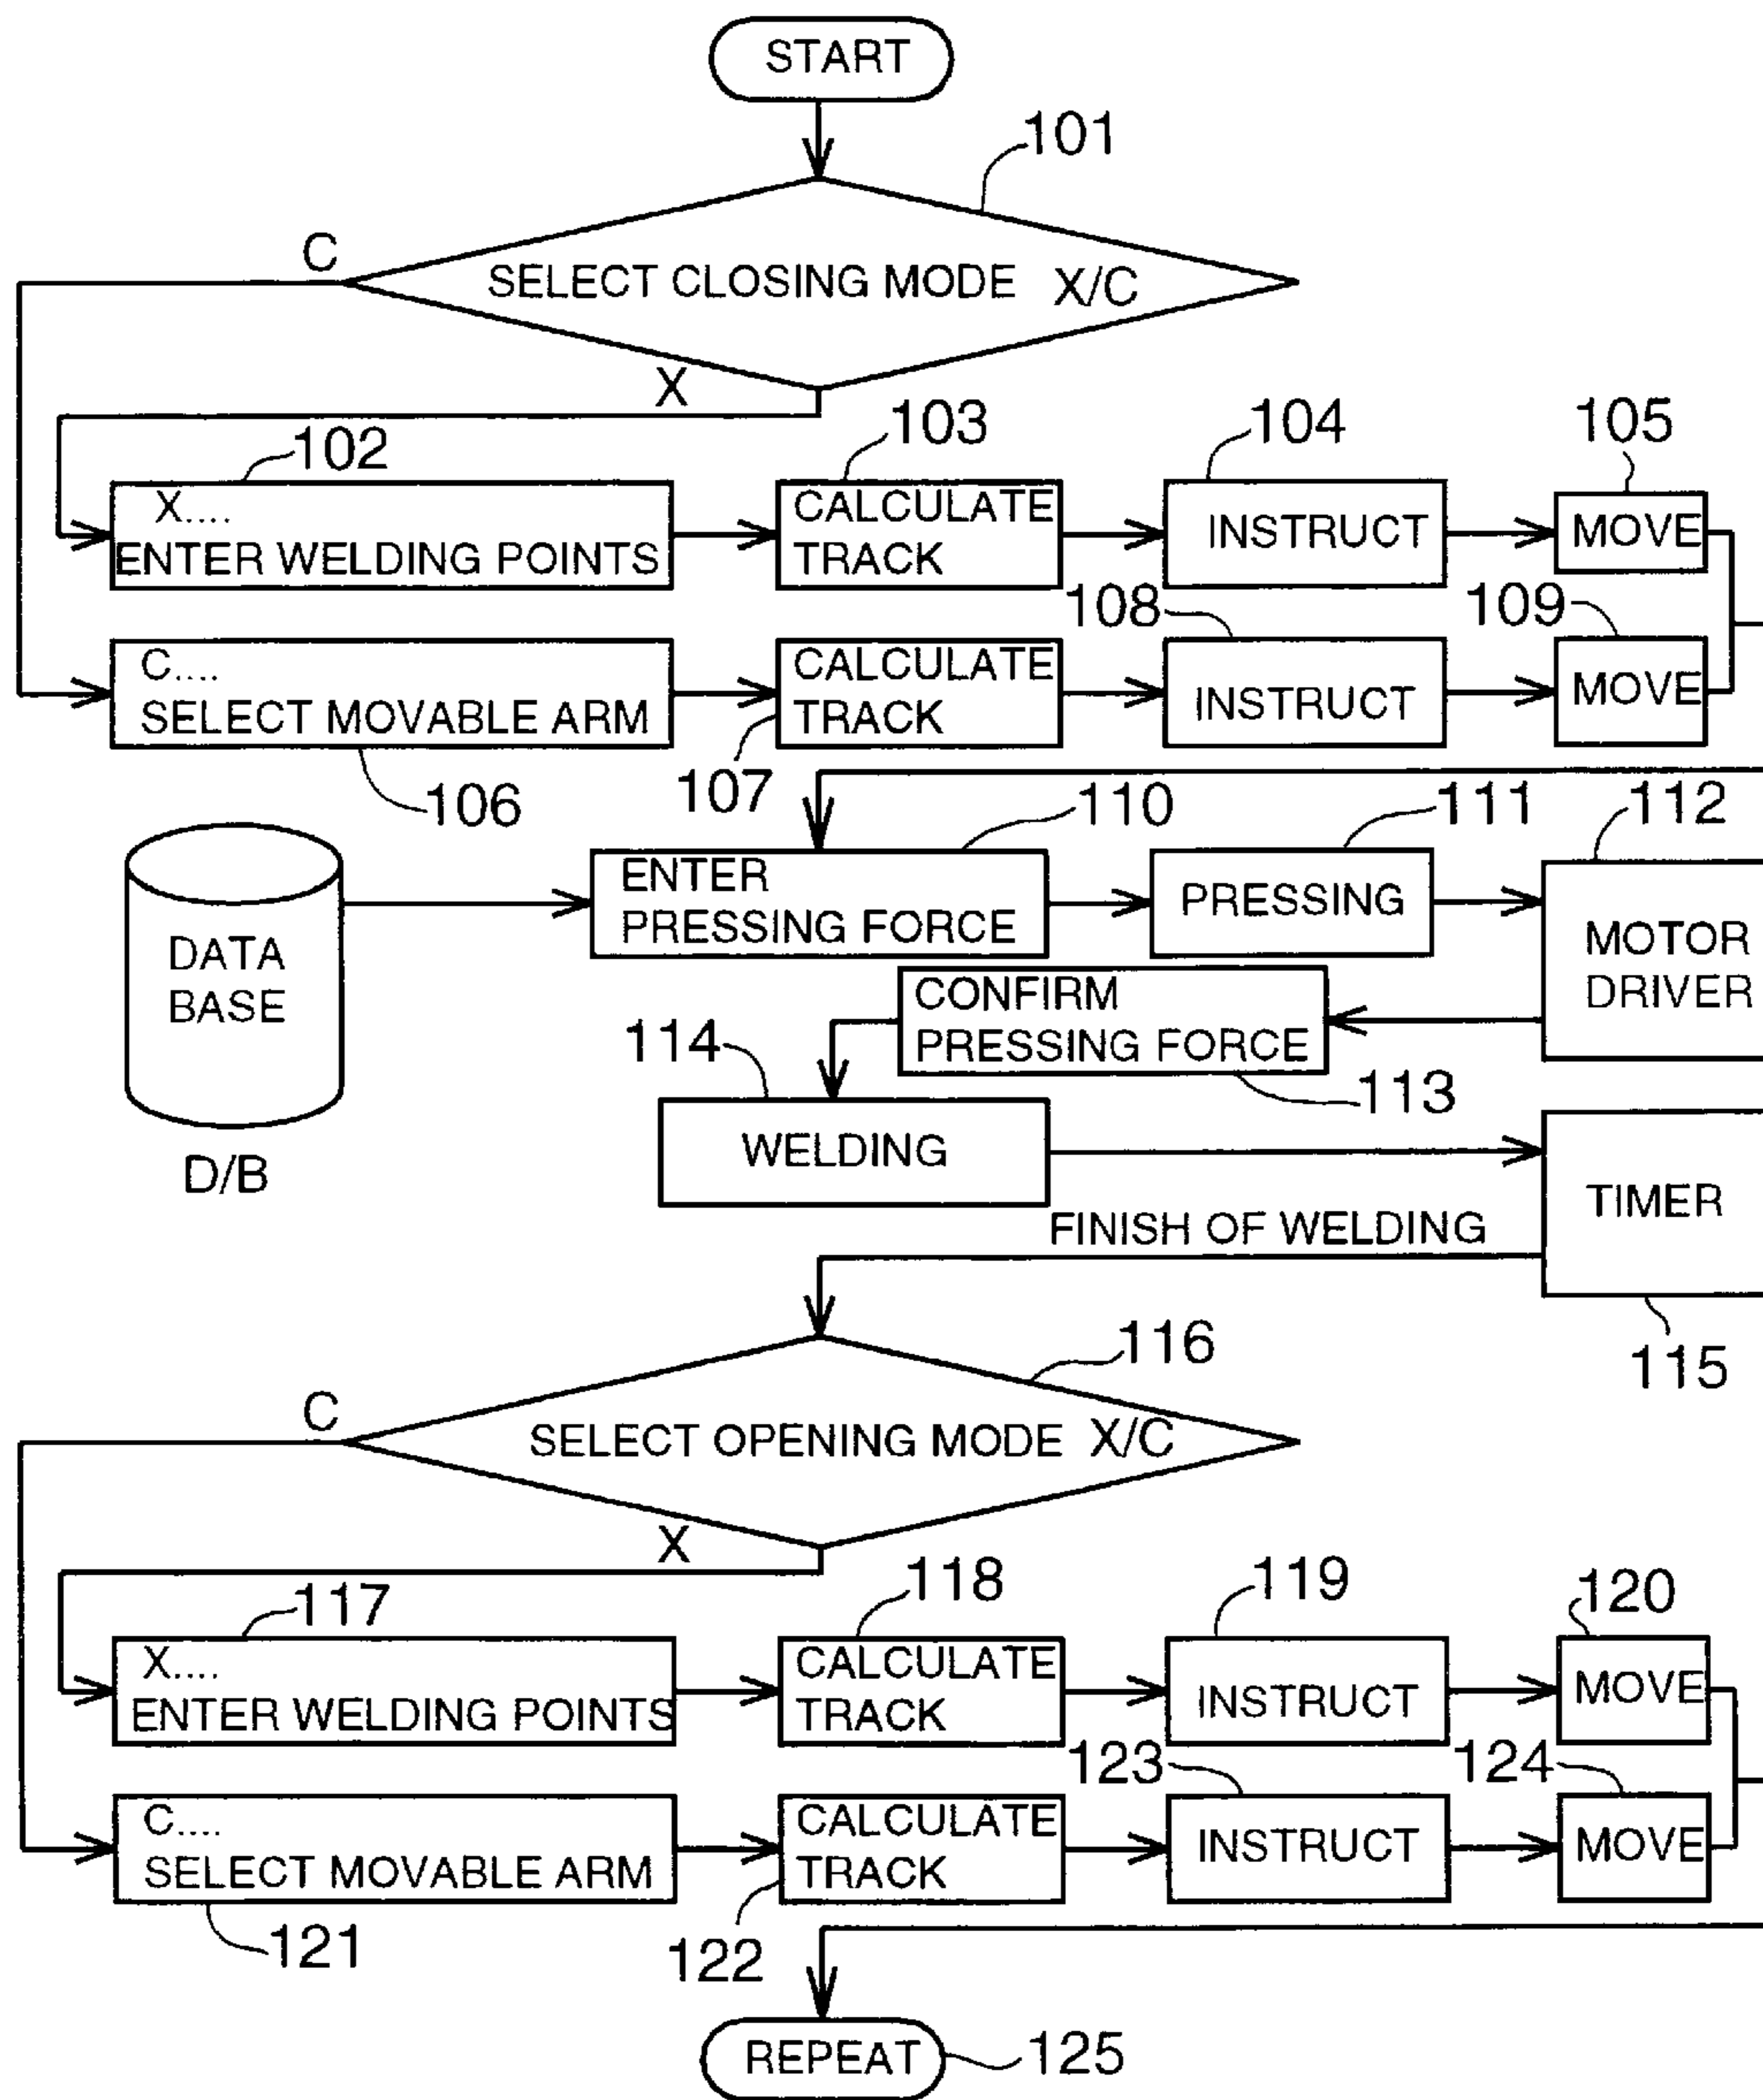 START
101
C
SELECT CLOSING MODE X/C
X
102
103
104
105
X....
ENTER WELDING POINTS
CALCULATE
TRACK
INSTRUCT
MOVE
108
109
C....
SELECT MOVABLE ARM
CALCULATE
TRACK
INSTRUCT
MOVE
106
107
110
111
112
DATA
BASE
D/B
ENTER
PRESSING FORCE
PRESSING
MOTOR
DRIVER
CONFIRM
PRESSING FORCE
113
114
WELDING
TIMER
FINISH OF WELDING
115
116
C
SELECT OPENING MODE X/C
X
117
118
119
120
X....
ENTER WELDING POINTS
CALCULATE
TRACK
INSTRUCT
MOVE
123
124
C....
SELECT MOVABLE ARM
CALCULATE
TRACK
INSTRUCT
MOVE
121
122
REPEAT
125